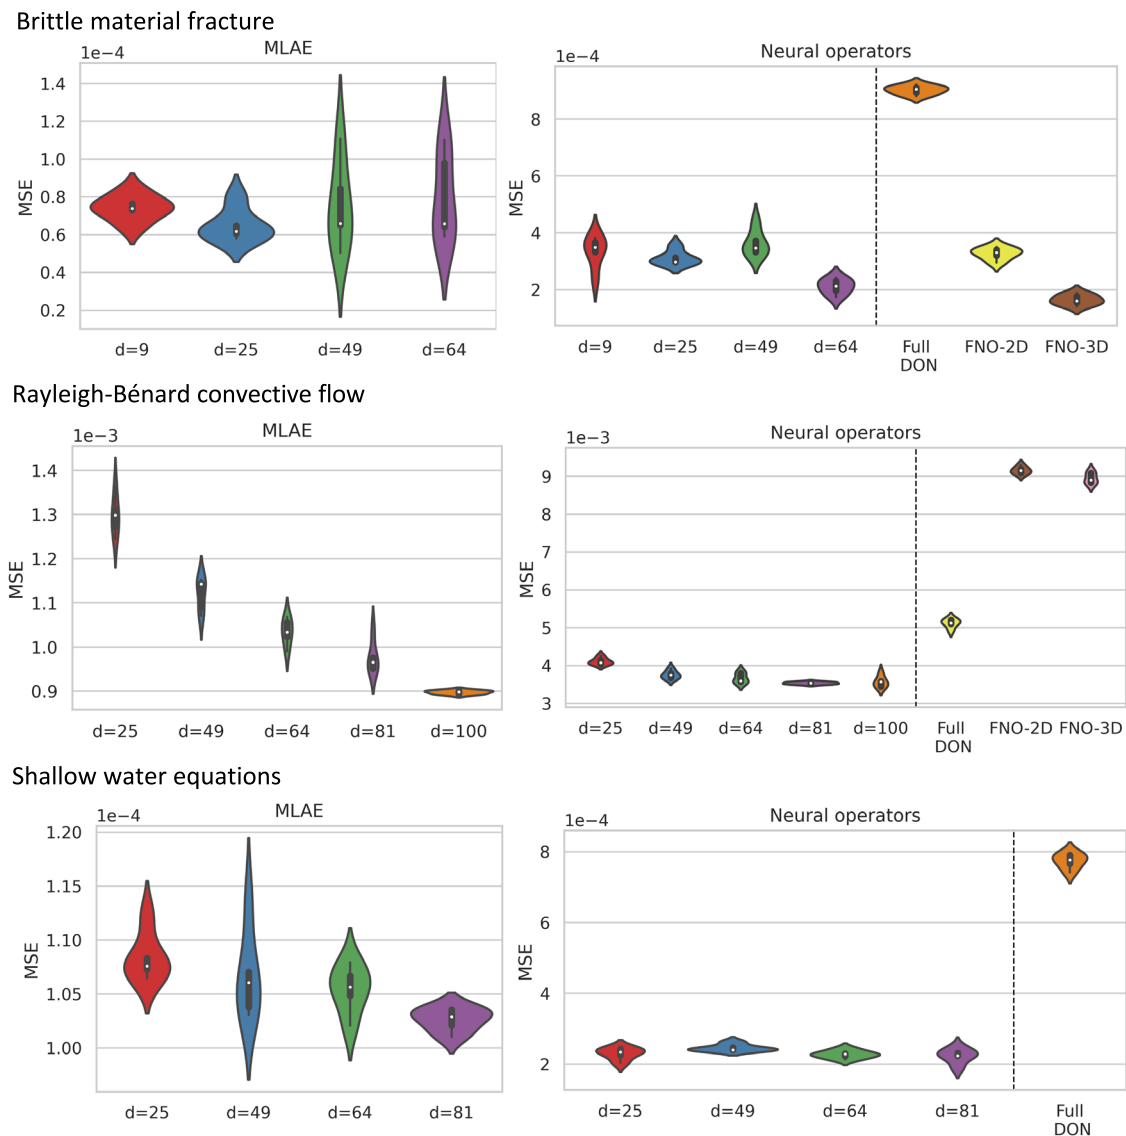 Brittle material fracture
MLAE
1e−4
MSE
1.4
1.2
1.0
0.8
0.6
0.4
0.2
d=9
d=25
d=49
d=64
Neural operators
1e−4
MSE
8
6
4
2
d=9
d=25
d=49
d=64
Full
DON
FNO-2D
FNO-3D
Rayleigh-Bénard convective flow
MLAE
1e−3
MSE
1.4
1.3
1.2
1.1
1.0
0.9
d=25
d=49
d=64
d=81
d=100
Neural operators
1e−3
MSE
9
8
7
6
5
4
3
d=25
d=49
d=64
d=81
d=100
Full
DON
FNO-2D
FNO-3D
Shallow water equations
MLAE
1e−4
MSE
1.20
1.15
1.10
1.05
1.00
d=25
d=49
d=64
d=81
Neural operators
1e−4
MSE
8
6
4
2
d=25
d=49
d=64
d=81
Full
DON